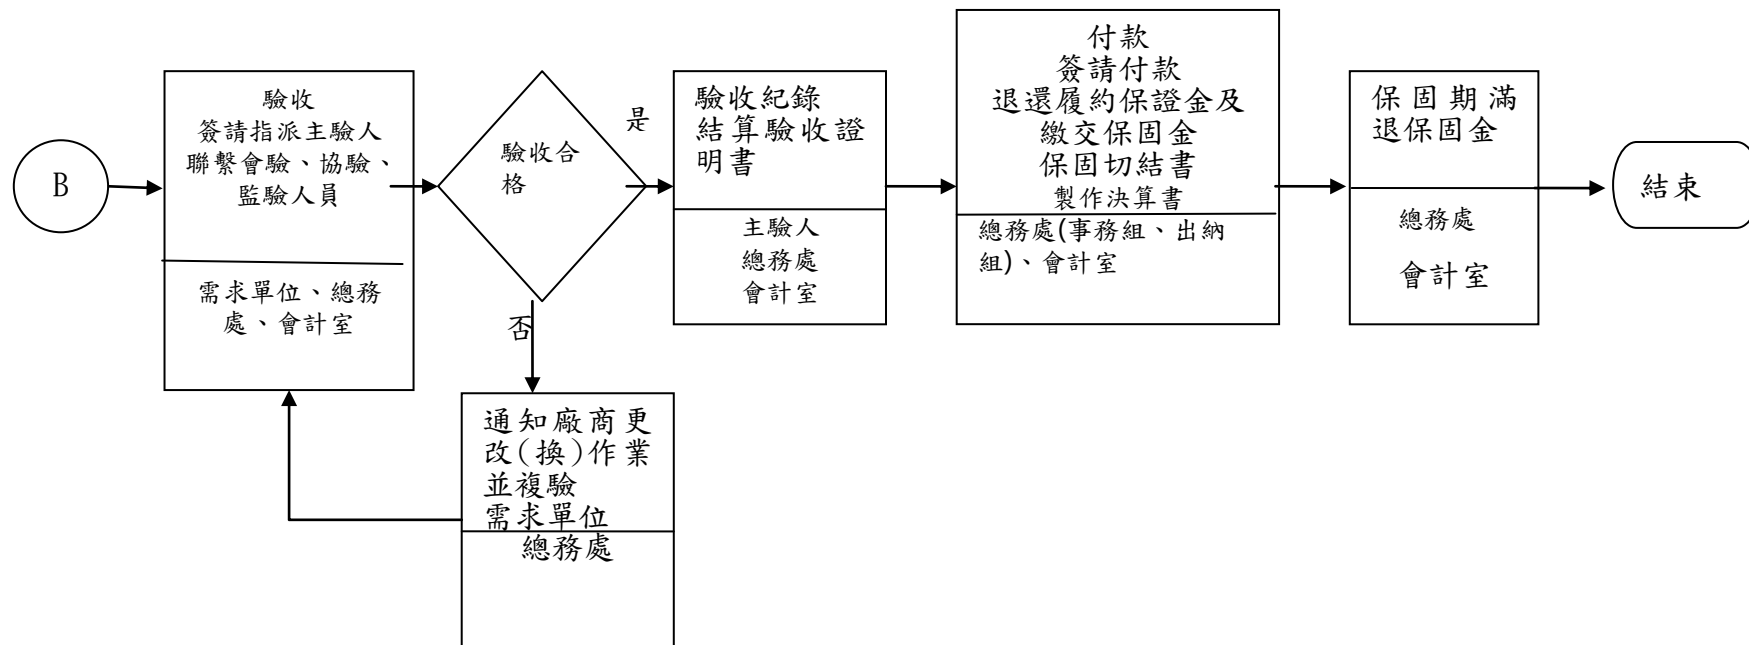 B
驗收
簽請指派主驗人
聯繫會驗、協驗、
監驗人員
需求單位、總務
處、會計室
驗收合
格
是
否
驗收紀錄
結算驗收證
明書
主驗人
總務處
會計室
付款
簽請付款
退還履約保證金及
繳交保固金
保固切結書
製作決算書
總務處(事務組、出納
組)、會計室
保固期滿
退保固金
總務處
會計室
結束
通知廠商更
改(換)作業
並複驗
需求單位
總務處